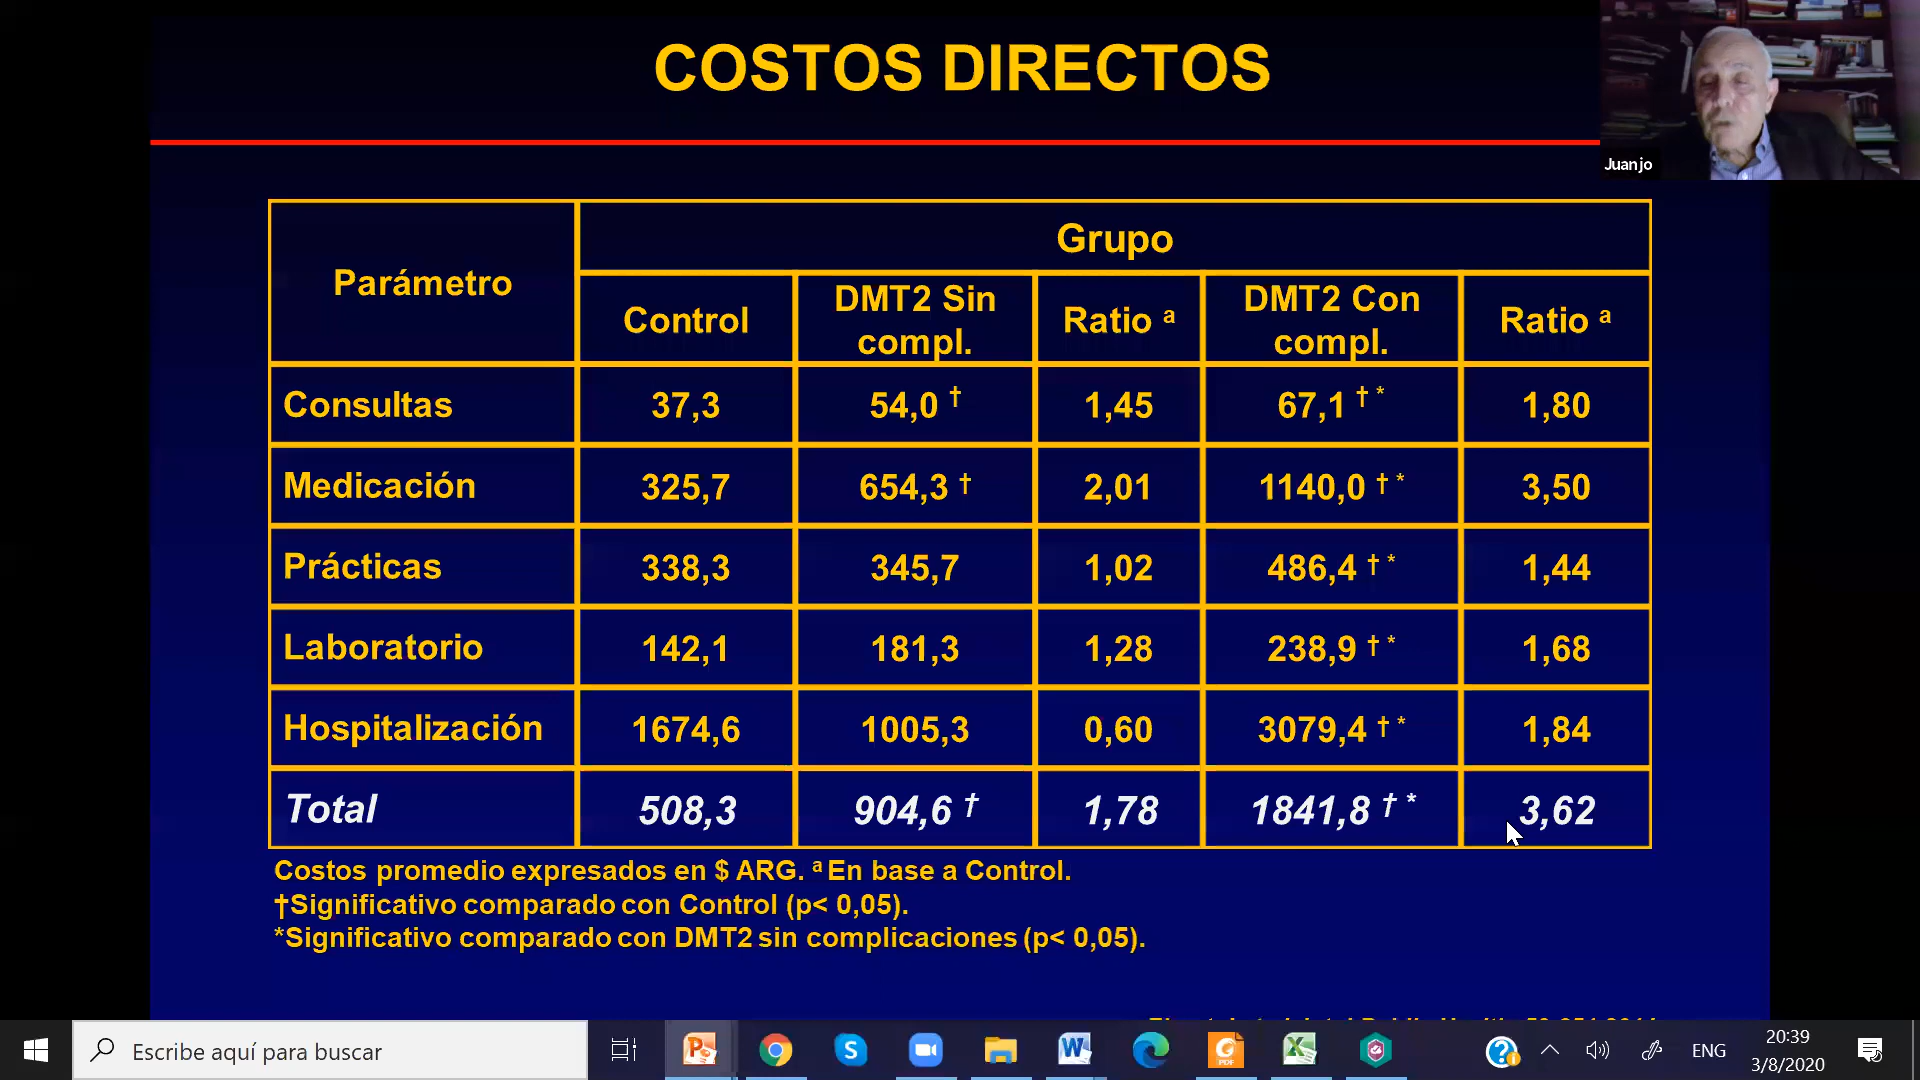 COSTOS DIRECTOS
Juanjo
Parámetro
Grupo
Control
DMT2 Sin
compl.
Ratio ª
DMT2 Con
compl.
Ratio ª
Consultas 37,3 54,0 † 1,45 67,1 † * 1,80
Medicación 325,7 654,3 † 2,01 1140,0 † * 3,50
Prácticas 338,3 345,7 1,02 486,4 † * 1,44
Laboratorio 142,1 181,3 1,28 238,9 † * 1,68
Hospitalización 1674,6 1005,3 0,60 3079,4 † * 1,84
Total 508,3 904,6 † 1,78 1841,8 † * 3,62
Costos promedio expresados en $ ARG. ª En base a Control.
†Significativo comparado con Control (p< 0,05).
*Significativo comparado con DMT2 sin complicaciones (p< 0,05).
Escribe aquí para buscar
ENG
20:39
3/8/2020